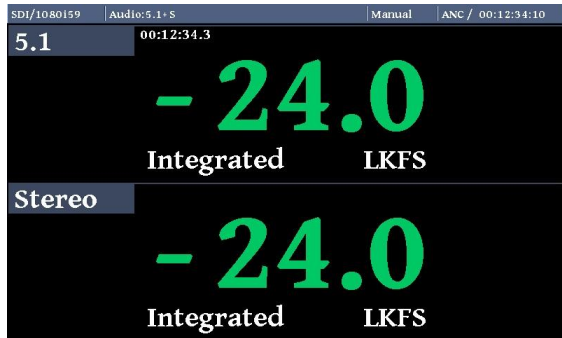 SDI/1080i59 Audio:5.1+S Manual ANC / 00:12:34:10
5.1 00:12:34.3
-24.0
Integrated LKFS
Stereo
-24.0
Integrated LKFS